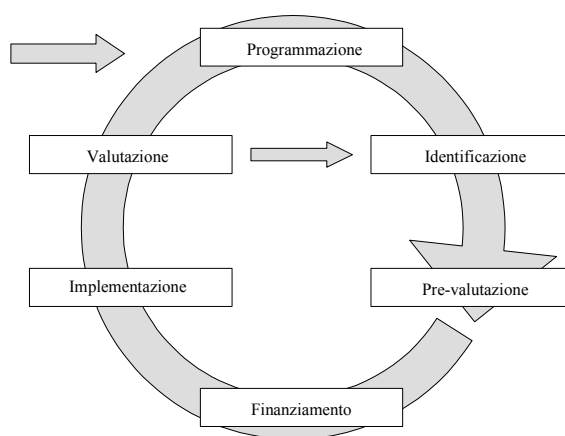 Programmazione
Valutazione
Identificazione
Implementazione
Pre-valutazione
Finanziamento